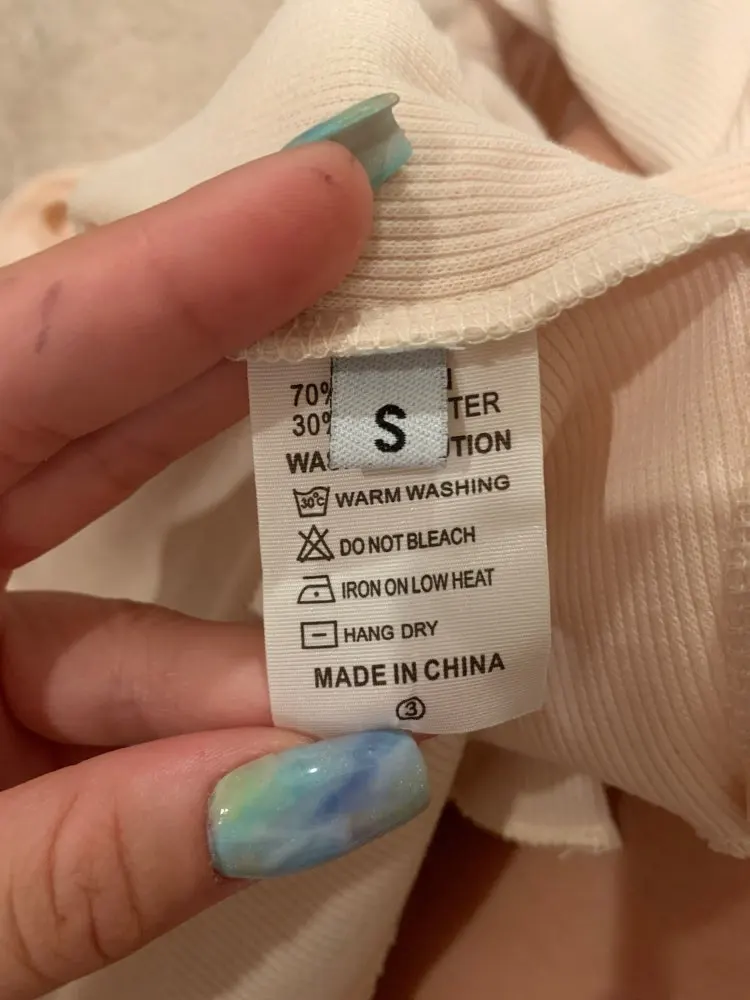 S
70%
30% TER
WAS TION
30°C WARM WASHING
DO NOT BLEACH
IRON ON LOW HEAT
HANG DRY
MADE IN CHINA
3